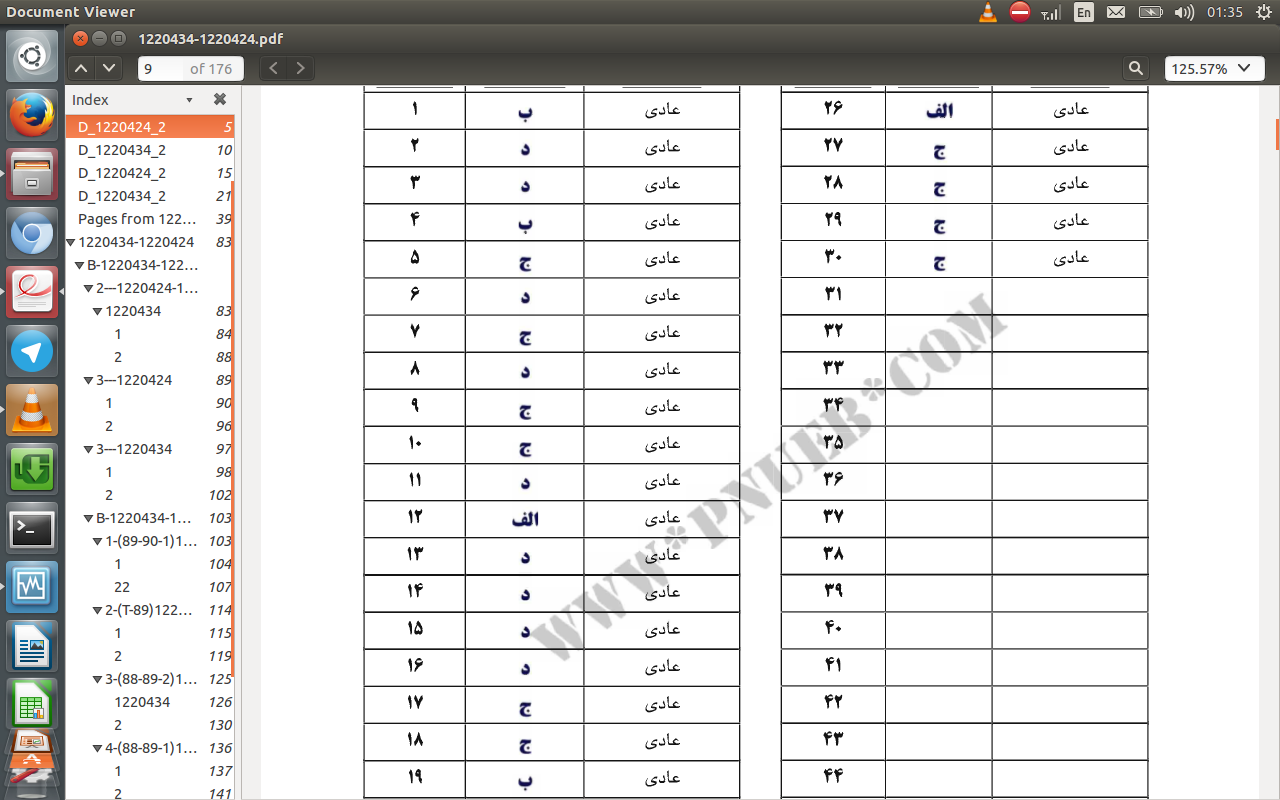 Document Viewer
En
01:35
1220434-1220424.pdf
9 of 176
125.57%
Index
D_1220424_2 5
D_1220434_2 10
D_1220424_2 15
D_1220434_2 21
Pages from 122... 39
1220434-1220424 83
B-1220434-122...
2---1220424-1...
1220434 83
1 84
2 88
3---1220424 89
1 90
2 96
3---1220434 97
1 98
2 102
B-1220434-1... 103
1-(89-90-1)1... 103
1 104
22 107
2-(T-89)122... 114
1 115
2 119
3-(88-89-2)1... 125
1220434 126
2 130
4-(88-89-1)1... 136
1 137
2 141
۱ ب عادی
۲ د عادی
۳ د عادی
۴ ب عادی
۵ ج عادی
۶ د عادی
۷ ج عادی
۸ د عادی
۹ ج عادی
۱۰ ج عادی
۱۱ د عادی
۱۲ الف عادی
۱۳ د عادی
۱۴ د عادی
۱۵ د عادی
۱۶ د عادی
۱۷ ج عادی
۱۸ ج عادی
۱۹ ب عادی
۲۶ الف عادی
۲۷ ج عادی
۲۸ ج عادی
۲۹ ج عادی
۳۰ ج عادی
۳۱
۳۲
۳۳
۳۴
۳۵
۳۶
۳۷
۳۸
۳۹
۴۰
۴۱
۴۲
۴۳
۴۴
WWW*PNUEB*COM